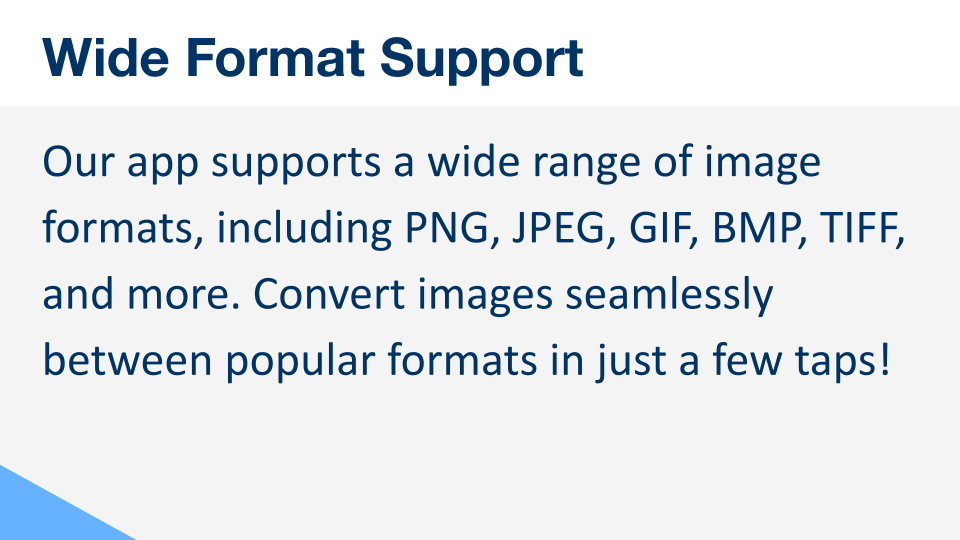 Wide Format Support
Our app supports a wide range of image
formats, including PNG, JPEG, GIF, BMP, TIFF,
and more. Convert images seamlessly
between popular formats in just a few taps!